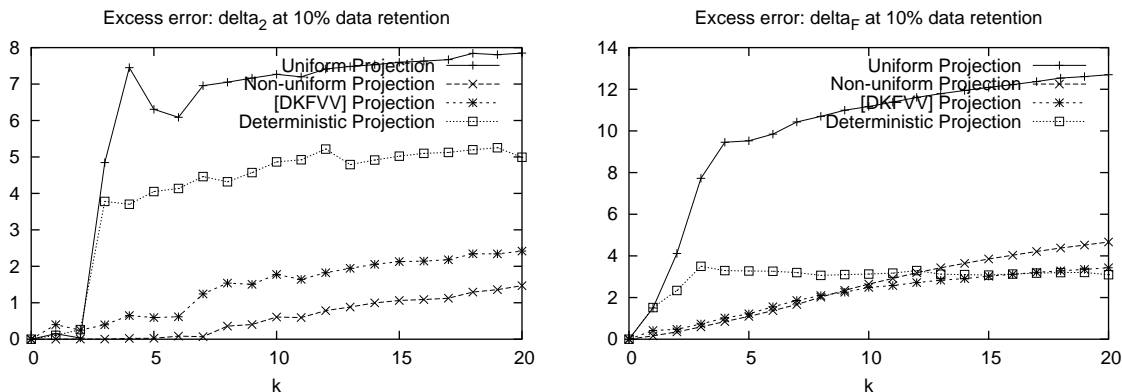 Excess error: delta2 at 10% data retention
8
7
6
5
4
3
2
1
0
0
5
10
15
20
k
Uniform Projection
Non-uniform Projection
[DKFVV] Projection
Deterministic Projection
Excess error: deltaF at 10% data retention
14
12
10
8
6
4
2
0
0
5
10
15
20
k
Uniform Projection
Non-uniform Projection
[DKFVV] Projection
Deterministic Projection